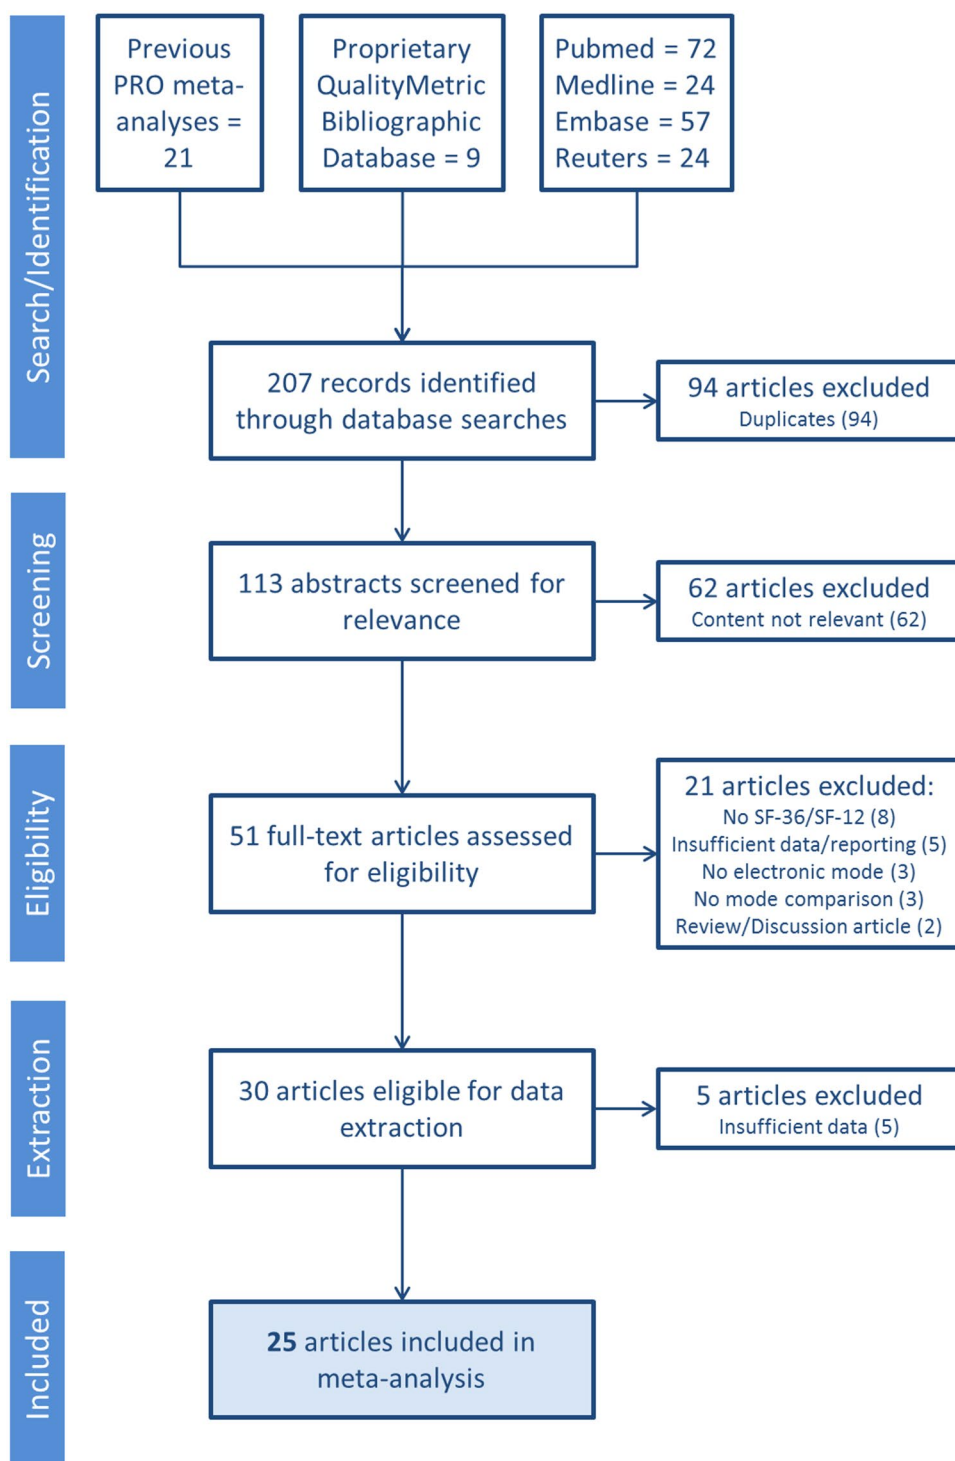 Search/Identification
Previous
PRO meta-
analyses =
21
Proprietary
QualityMetric
Bibliographic
Database = 9
Pubmed = 72
Medline = 24
Embase = 57
Reuters = 24
207 records identified
through database searches
94 articles excluded
Duplicates (94)
Screening
113 abstracts screened for
relevance
62 articles excluded
Content not relevant (62)
Eligibility
51 full-text articles assessed
for eligibility
21 articles excluded:
No SF-36/SF-12 (8)
Insufficient data/reporting (5)
No electronic mode (3)
No mode comparison (3)
Review/Discussion article (2)
Extraction
30 articles eligible for data
extraction
5 articles excluded
Insufficient data (5)
Included
25 articles included in
meta-analysis